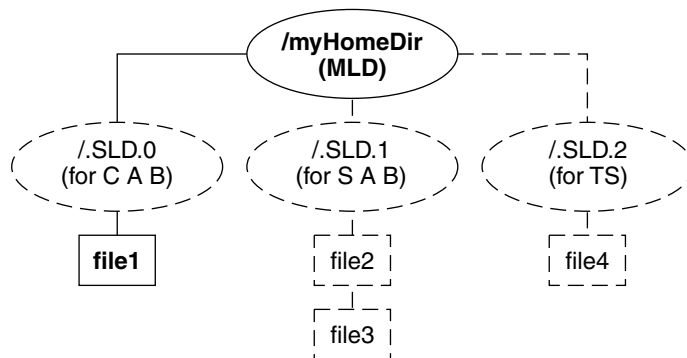 /myHomeDir
(MLD)
/.SLD.0
(for C A B)
/.SLD.1
(for S A B)
/.SLD.2
(for TS)
file1
file2
file4
file3